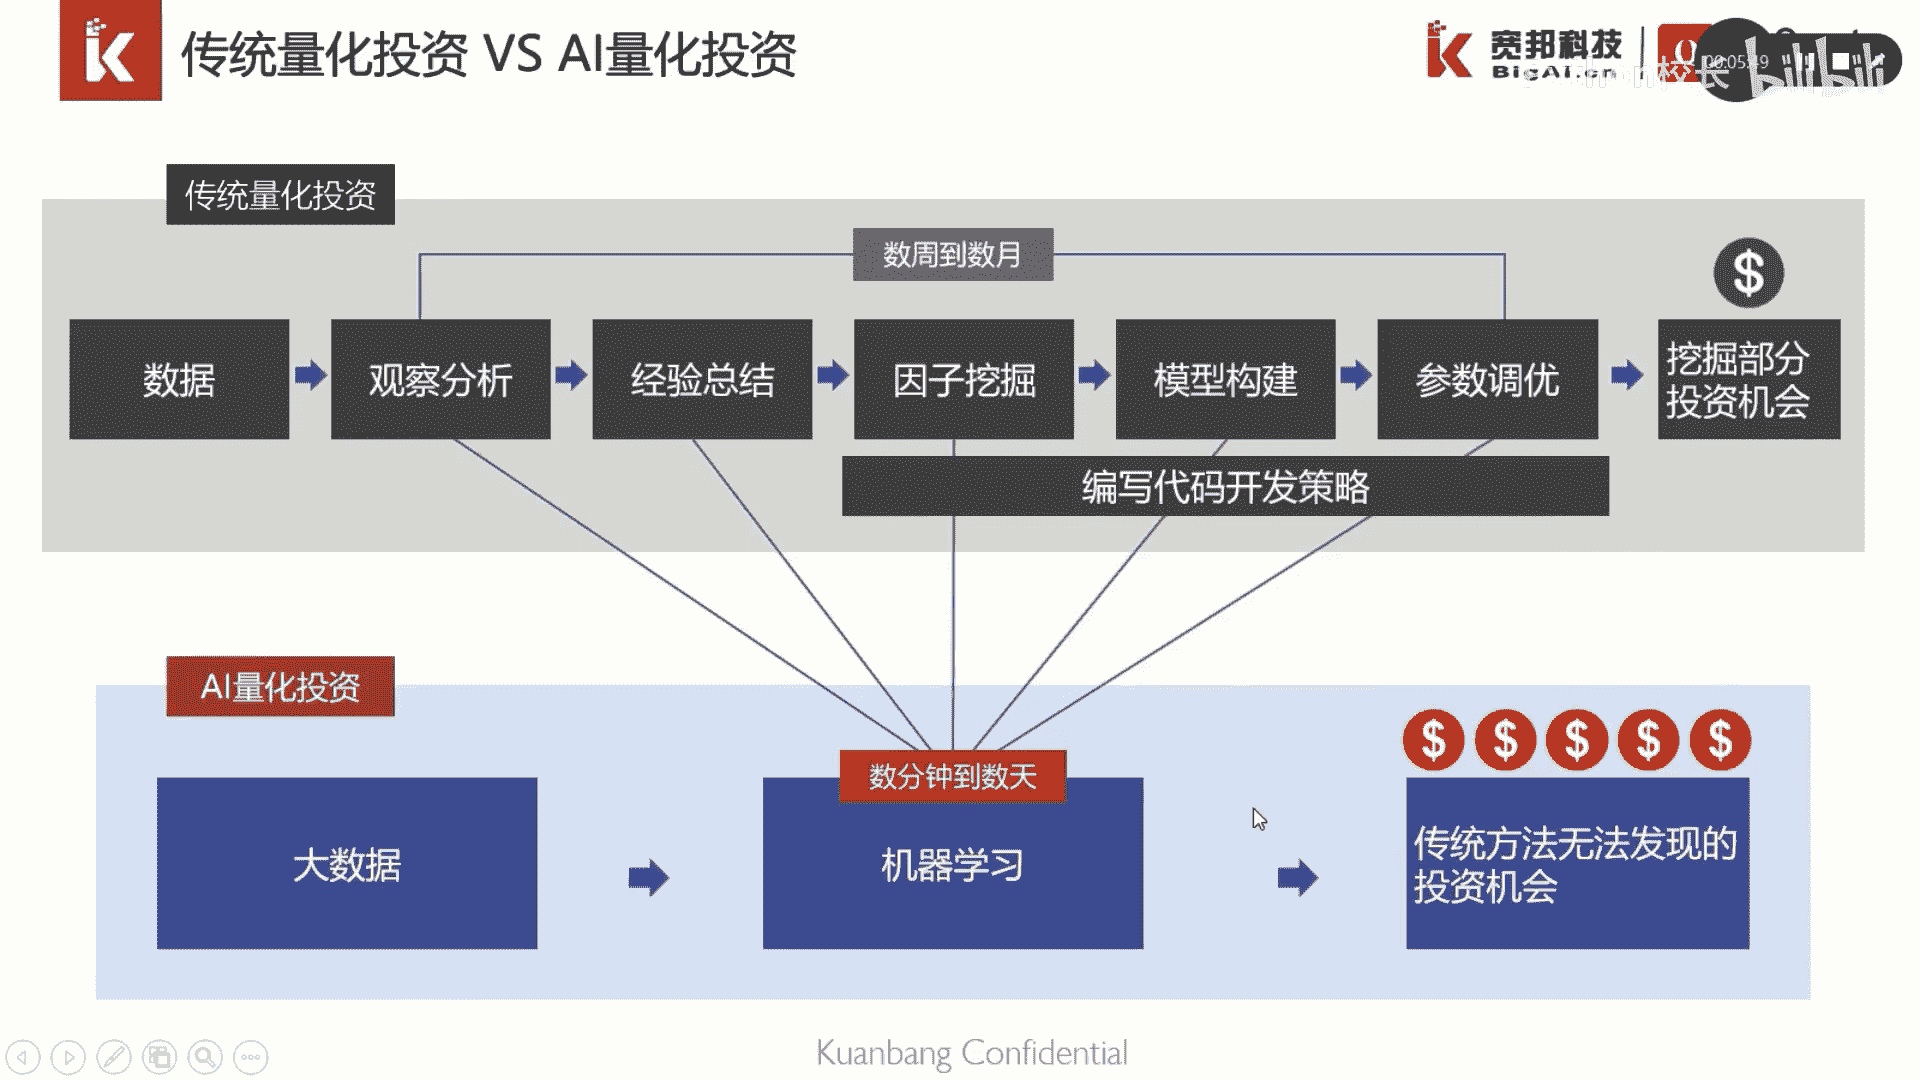 传统量化投资 VS AI量化投资
宽邦科技
BigAi.cn
校长
00:05:49
bilibili
传统量化投资
数周到数月
$
数据
观察分析
经验总结
因子挖掘
模型构建
参数调优
挖掘部分
投资机会
编写代码开发策略
AI量化投资
$ $ $ $ $
数分钟到数天
大数据
机器学习
传统方法无法发现的
投资机会
Kuanbang Confidential